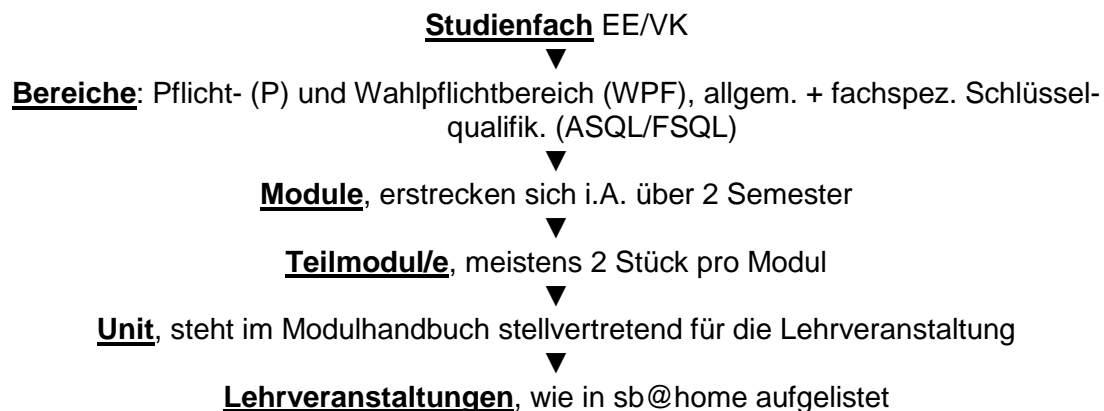 Studienfach EE/VK
▼
Bereiche: Pflicht- (P) und Wahlpflichtbereich (WPF), allgem. + fachspez. Schlüssel-
qualifik. (ASQL/FSQL)
▼
Module, erstrecken sich i.A. über 2 Semester
▼
Teilmodul/e, meistens 2 Stück pro Modul
▼
Unit, steht im Modulhandbuch stellvertretend für die Lehrveranstaltung
▼
Lehrveranstaltungen, wie in sb@home aufgelistet